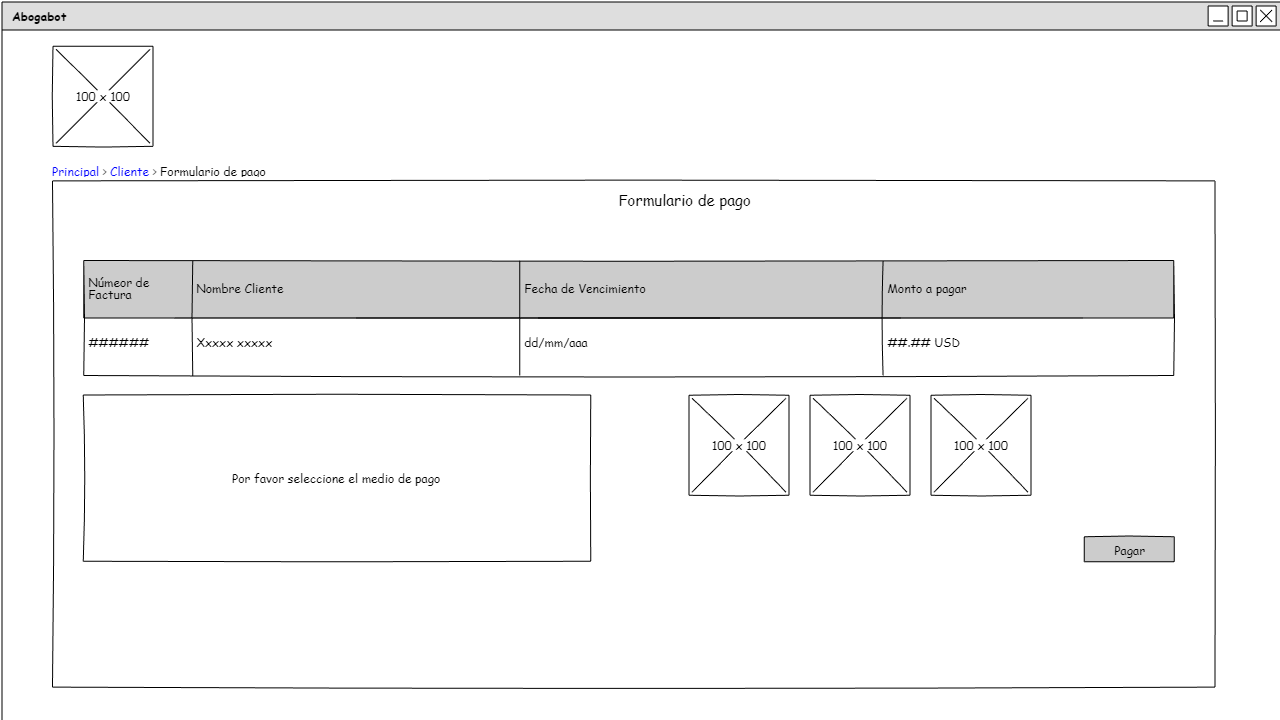 Abogabot
100 x 100
Principal > Cliente > Formulario de pago
Formulario de pago
Númeor de
Factura
Nombre Cliente
Fecha de Vencimiento
Monto a pagar
######
Xxxxx xxxxx
dd/mm/aaa
##.## USD
100 x 100
100 x 100
100 x 100
Por favor seleccione el medio de pago
Pagar